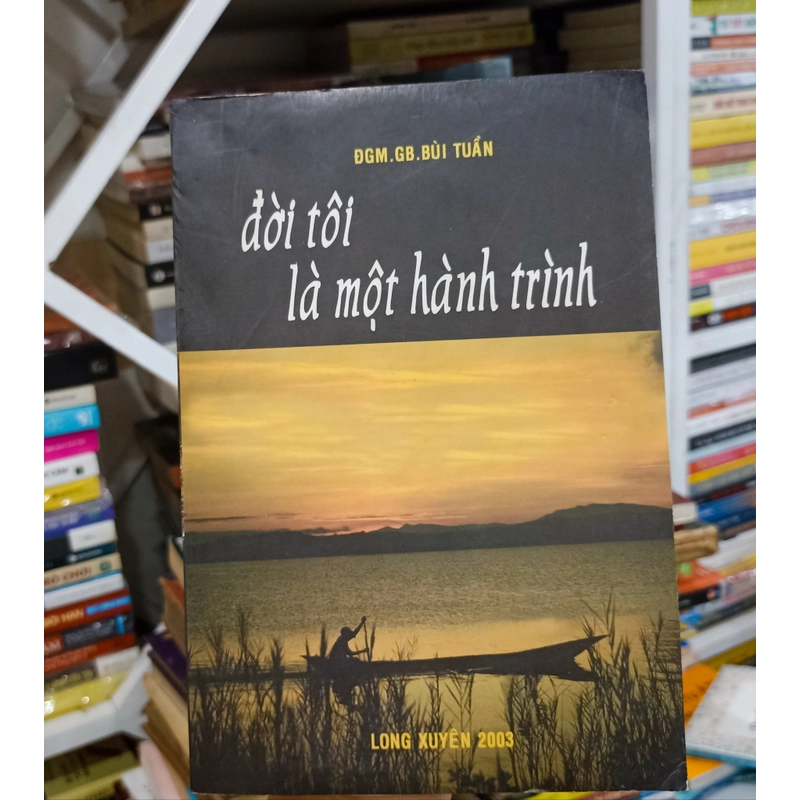 ĐGM.GB.BÙI TUẦN
đời tôi
là một hành trình
LONG XUYÊN 2003